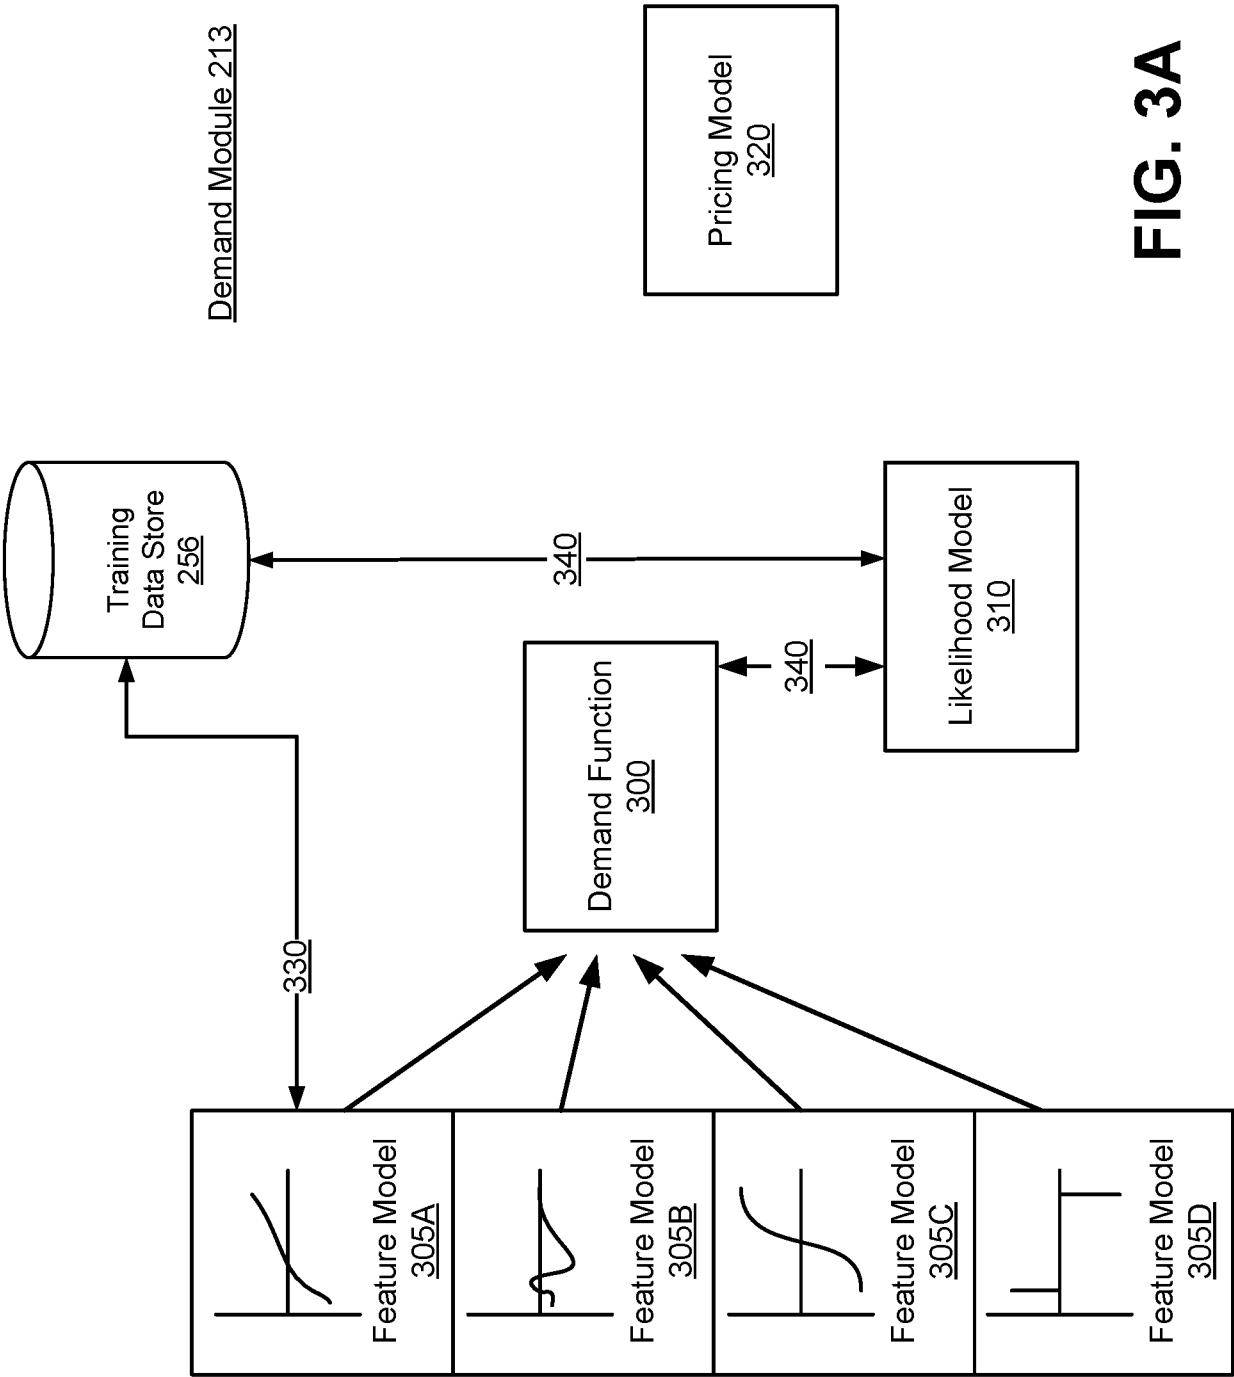 Demand Module 213
Training
Data Store
256
330
Feature Model
305A
Feature Model
305B
Feature Model
305C
Feature Model
305D
Demand Function
300
340
340
Likelihood Model
310
Pricing Model
320
FIG. 3A